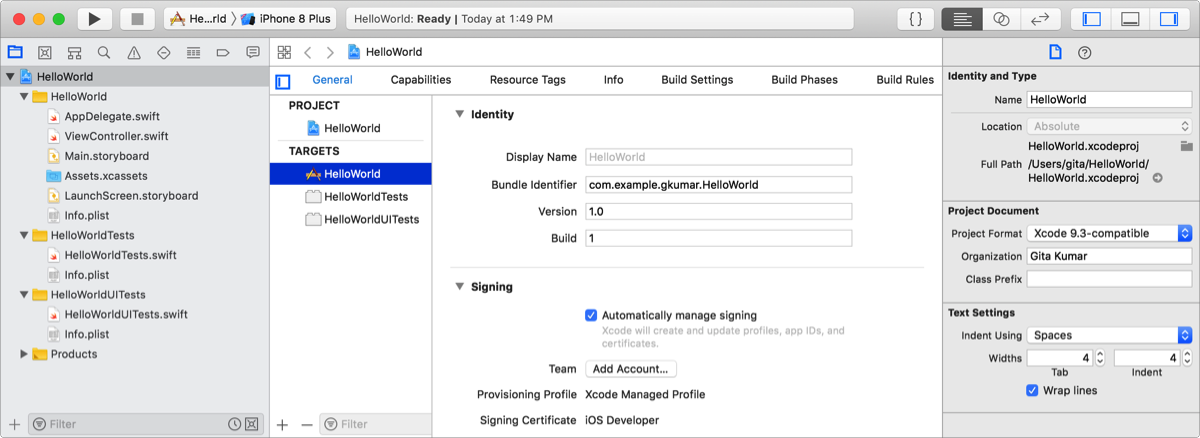 He...rld
iPhone 8 Plus
HelloWorld: Ready | Today at 1:49 PM
{}
HelloWorld
HelloWorld
AppDelegate.swift
ViewController.swift
Main.storyboard
Assets.xcassets
LaunchScreen.storyboard
Info.plist
HelloWorldTests
HelloWorldTests.swift
Info.plist
HelloWorldUITests
HelloWorldUITests.swift
Info.plist
Products
Filter
HelloWorld
General Capabilities Resource Tags Info Build Settings Build Phases Build Rules
PROJECT
HelloWorld
TARGETS
HelloWorld
HelloWorldTests
HelloWorldUITests
Filter
Identity
Display Name HelloWorld
Bundle Identifier com.example.gkumar.HelloWorld
Version 1.0
Build 1
Signing
Automatically manage signing
Xcode will create and update profiles, app IDs, and
certificates.
Team Add Account...
Provisioning Profile Xcode Managed Profile
Signing Certificate iOS Developer
Identity and Type
Name HelloWorld
Location Absolute
HelloWorld.xcodeproj
Full Path /Users/gita/HelloWorld/
HelloWorld.xcodeproj
Project Document
Project Format Xcode 9.3-compatible
Organization Gita Kumar
Class Prefix
Text Settings
Indent Using Spaces
Widths 4 4
Tab Indent
Wrap lines